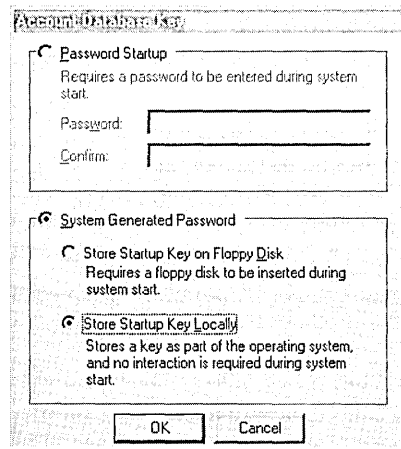 Account Database Key
Password Startup
Requires a password to be entered during system
start.
Password:
Confirm:
System Generated Password
Store Startup Key on Floppy Disk
Requires a floppy disk to be inserted during
system start.
Store Startup Key Locally
Stores a key as part of the operating system,
and no interaction is required during system
start.
OK Cancel